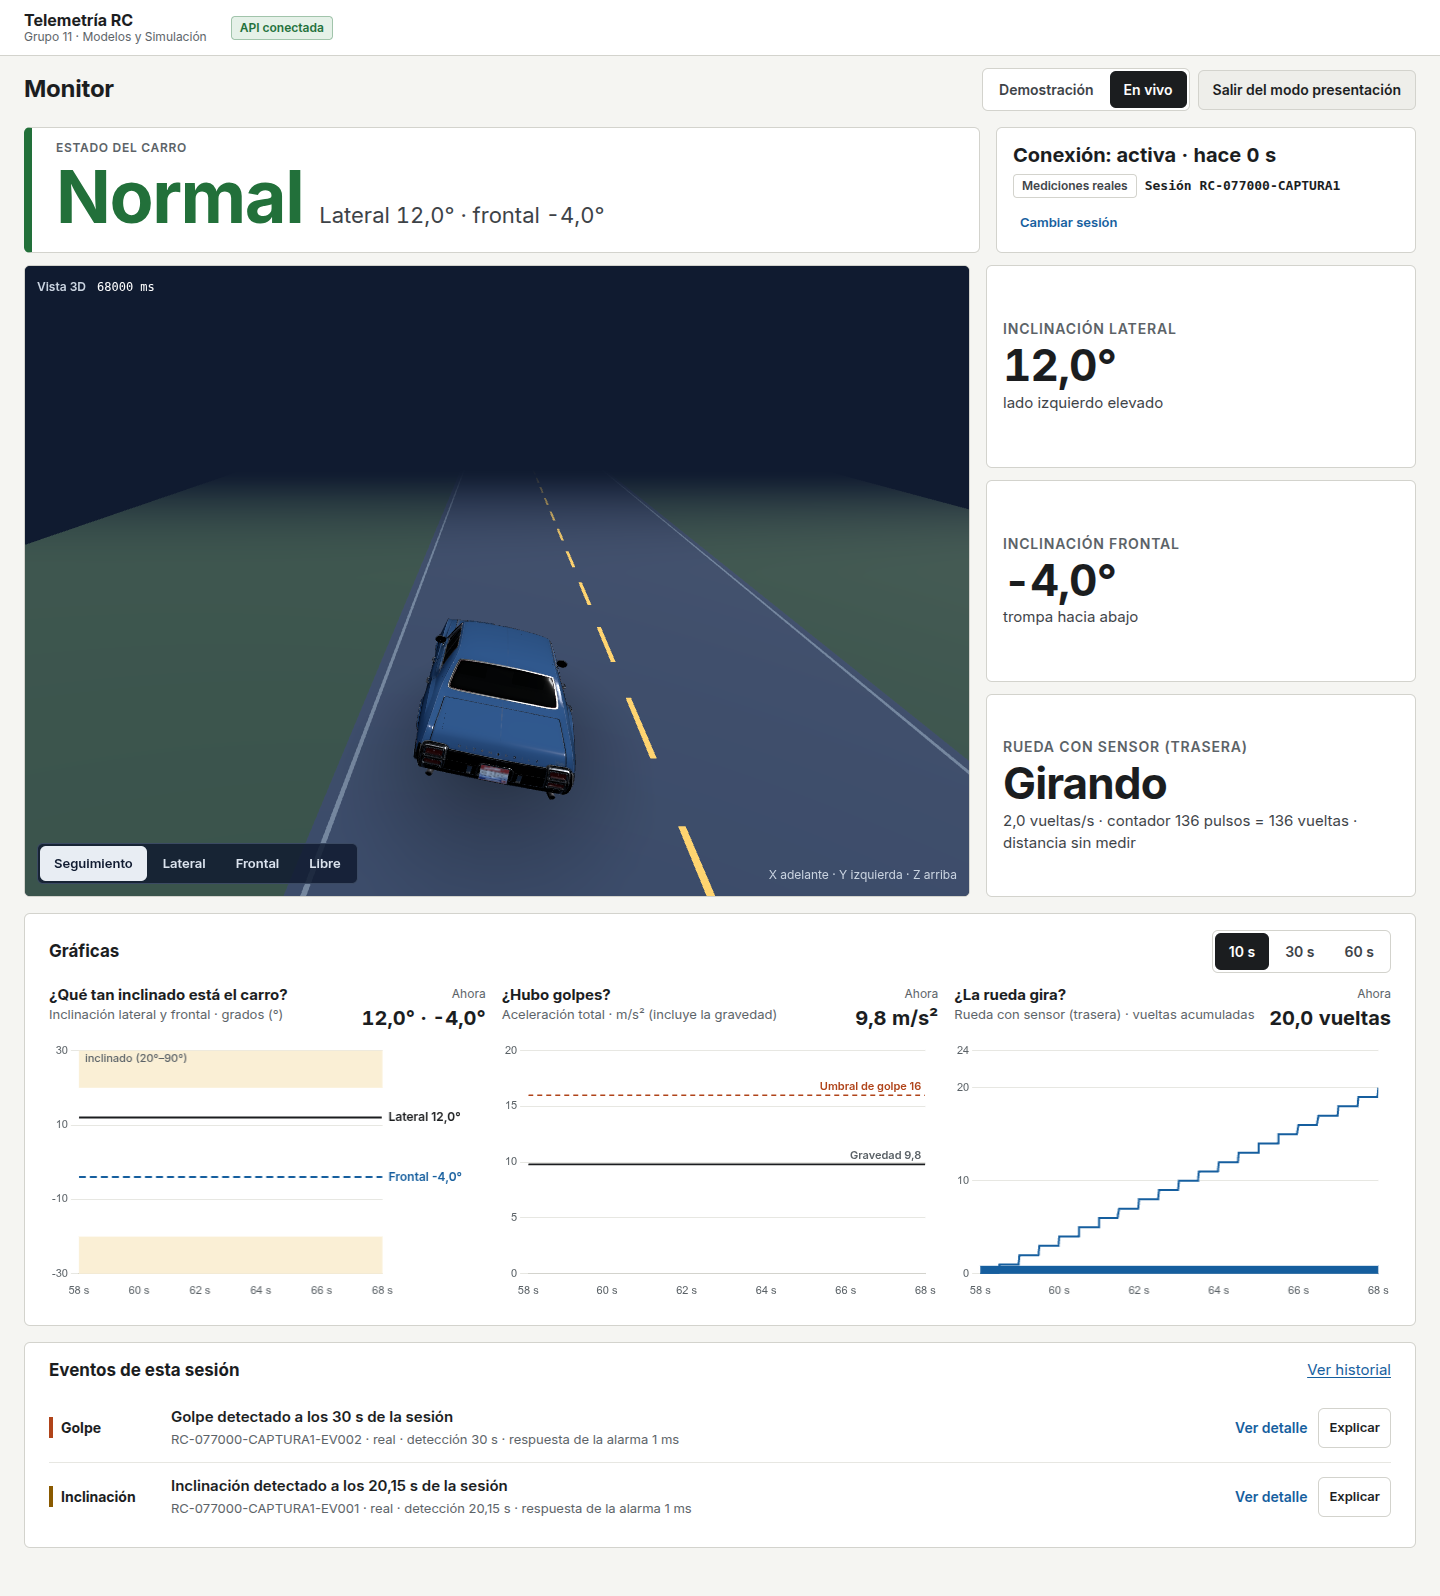 Telemetría RC
Grupo 11 · Modelos y Simulación
API conectada
Monitor
Demostración
En vivo
Salir del modo presentación
ESTADO DEL CARRO
Normal
Lateral 12,0° · frontal -4,0°
Conexión: activa · hace 0 s
Mediciones reales
Sesión RC-077000-CAPTURA1
Cambiar sesión
Vista 3D 68000 ms
Seguimiento
Lateral
Frontal
Libre
X adelante · Y izquierda · Z arriba
INCLINACIÓN LATERAL
12,0°
lado izquierdo elevado
INCLINACIÓN FRONTAL
-4,0°
trompa hacia abajo
RUEDA CON SENSOR (TRASERA)
Girando
2,0 vueltas/s · contador 136 pulsos = 136 vueltas ·
distancia sin medir
Gráficas
10 s
30 s
60 s
¿Qué tan inclinado está el carro?
Inclinación lateral y frontal · grados (°)
Ahora
12,0° · -4,0°
30
10
-10
-30
inclinado (20°–90°)
Lateral 12,0°
Frontal -4,0°
58 s
60 s
62 s
64 s
66 s
68 s
¿Hubo golpes?
Aceleración total · m/s² (incluye la gravedad)
Ahora
9,8 m/s²
20
15
10
5
0
Umbral de golpe 16
Gravedad 9,8
58 s
60 s
62 s
64 s
66 s
68 s
¿La rueda gira?
Rueda con sensor (trasera) · vueltas acumuladas
Ahora
20,0 vueltas
24
20
10
0
58 s
60 s
62 s
64 s
66 s
68 s
Eventos de esta sesión
Ver historial
Golpe
Golpe detectado a los 30 s de la sesión
RC-077000-CAPTURA1-EV002 · real · detección 30 s · respuesta de la alarma 1 ms
Ver detalle
Explicar
Inclinación
Inclinación detectado a los 20,15 s de la sesión
RC-077000-CAPTURA1-EV001 · real · detección 20,15 s · respuesta de la alarma 1 ms
Ver detalle
Explicar